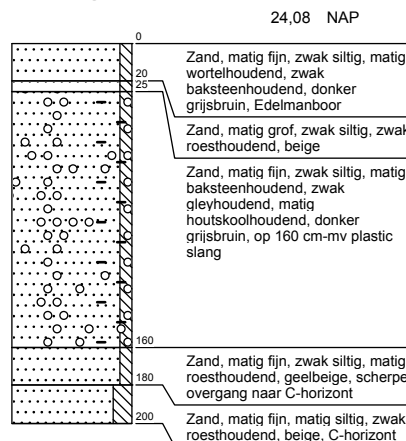 24,08 NAP
0
Zand, matig fijn, zwak siltig, matig
wortelhoudend, zwak
baksteenhoudend, donker
grijsbruin, Edelmanboor
20
25
Zand, matig grof, zwak siltig, zwak
roesthoudend, beige
Zand, matig fijn, zwak siltig, matig
baksteenhoudend, zwak
gleyhoudend, matig
houtskoolhoudend, donker
grijsbruin, op 160 cm-mv plastic
slang
160
Zand, matig fijn, zwak siltig, matig
roesthoudend, geelbeige, scherpe
overgang naar C-horizont
180
Zand, matig fijn, matig siltig, zwak
roesthoudend, beige, C-horizont
200